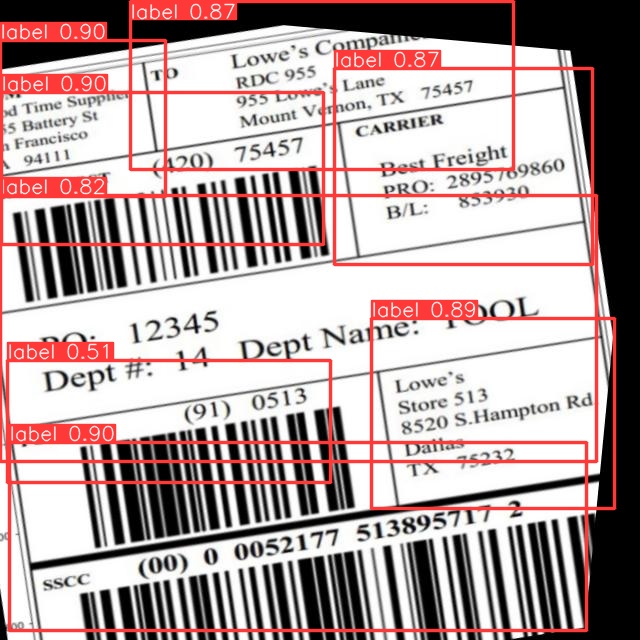 label 0.87
label 0.90
TO
Lowe's
RDC 955
955 Lowe's Lane
Mount Vernon, TX 75457
label 0.90
od Time Supplier
55 Battery St
n Francisco
94111
label 0.87
CARRIER
Best Freight
PRO: 2895769860
B/L: 853930
(420) 75457
label 0.82
PO: 12345
Dept #: 14 Dept Name: TOOL
label 0.89
label 0.51
(91) 0513
Lowe's
Store 513
8520 S.Hampton Rd
Dallas
TX 75232
label 0.90
SSCC
(00) 0 0052177 513895717 2